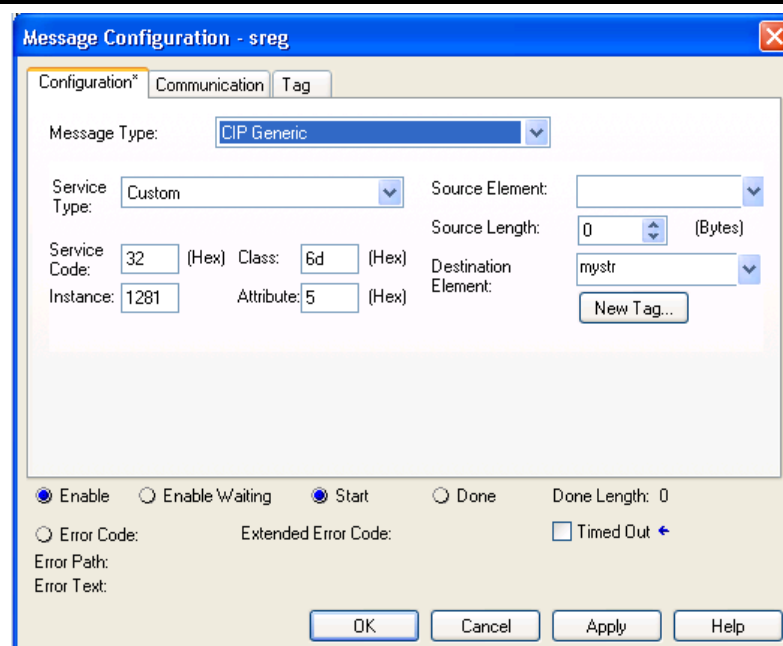 Message Configuration - sreg
Configuration* Communication Tag
Message Type: CIP Generic
Service Type: Custom
Source Element:
Source Length: 0 (Bytes)
Service Code: 32 (Hex) Class: 6d (Hex)
Destination Element: mystr
Instance: 1281 Attribute: 5 (Hex)
New Tag...
Enable Enable Waiting Start Done Done Length: 0
Error Code: Extended Error Code: Timed Out
Error Path:
Error Text:
OK Cancel Apply Help